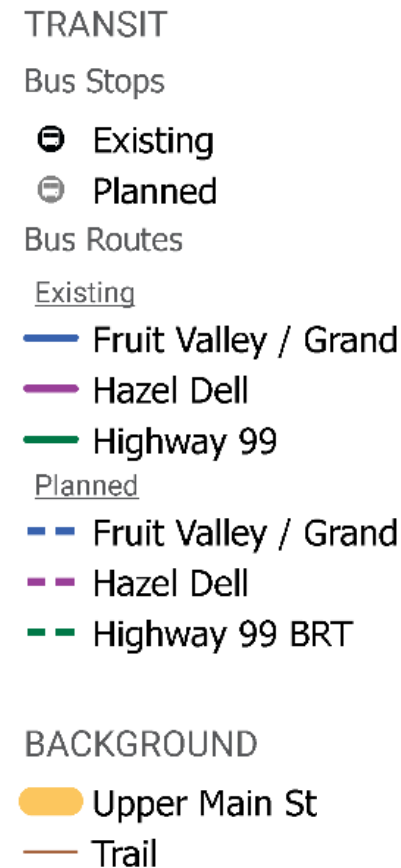 TRANSIT
Bus Stops
Existing
Planned
Bus Routes
Existing
Fruit Valley / Grand
Hazel Dell
Highway 99
Planned
Fruit Valley / Grand
Hazel Dell
Highway 99 BRT
BACKGROUND
Upper Main St
Trail